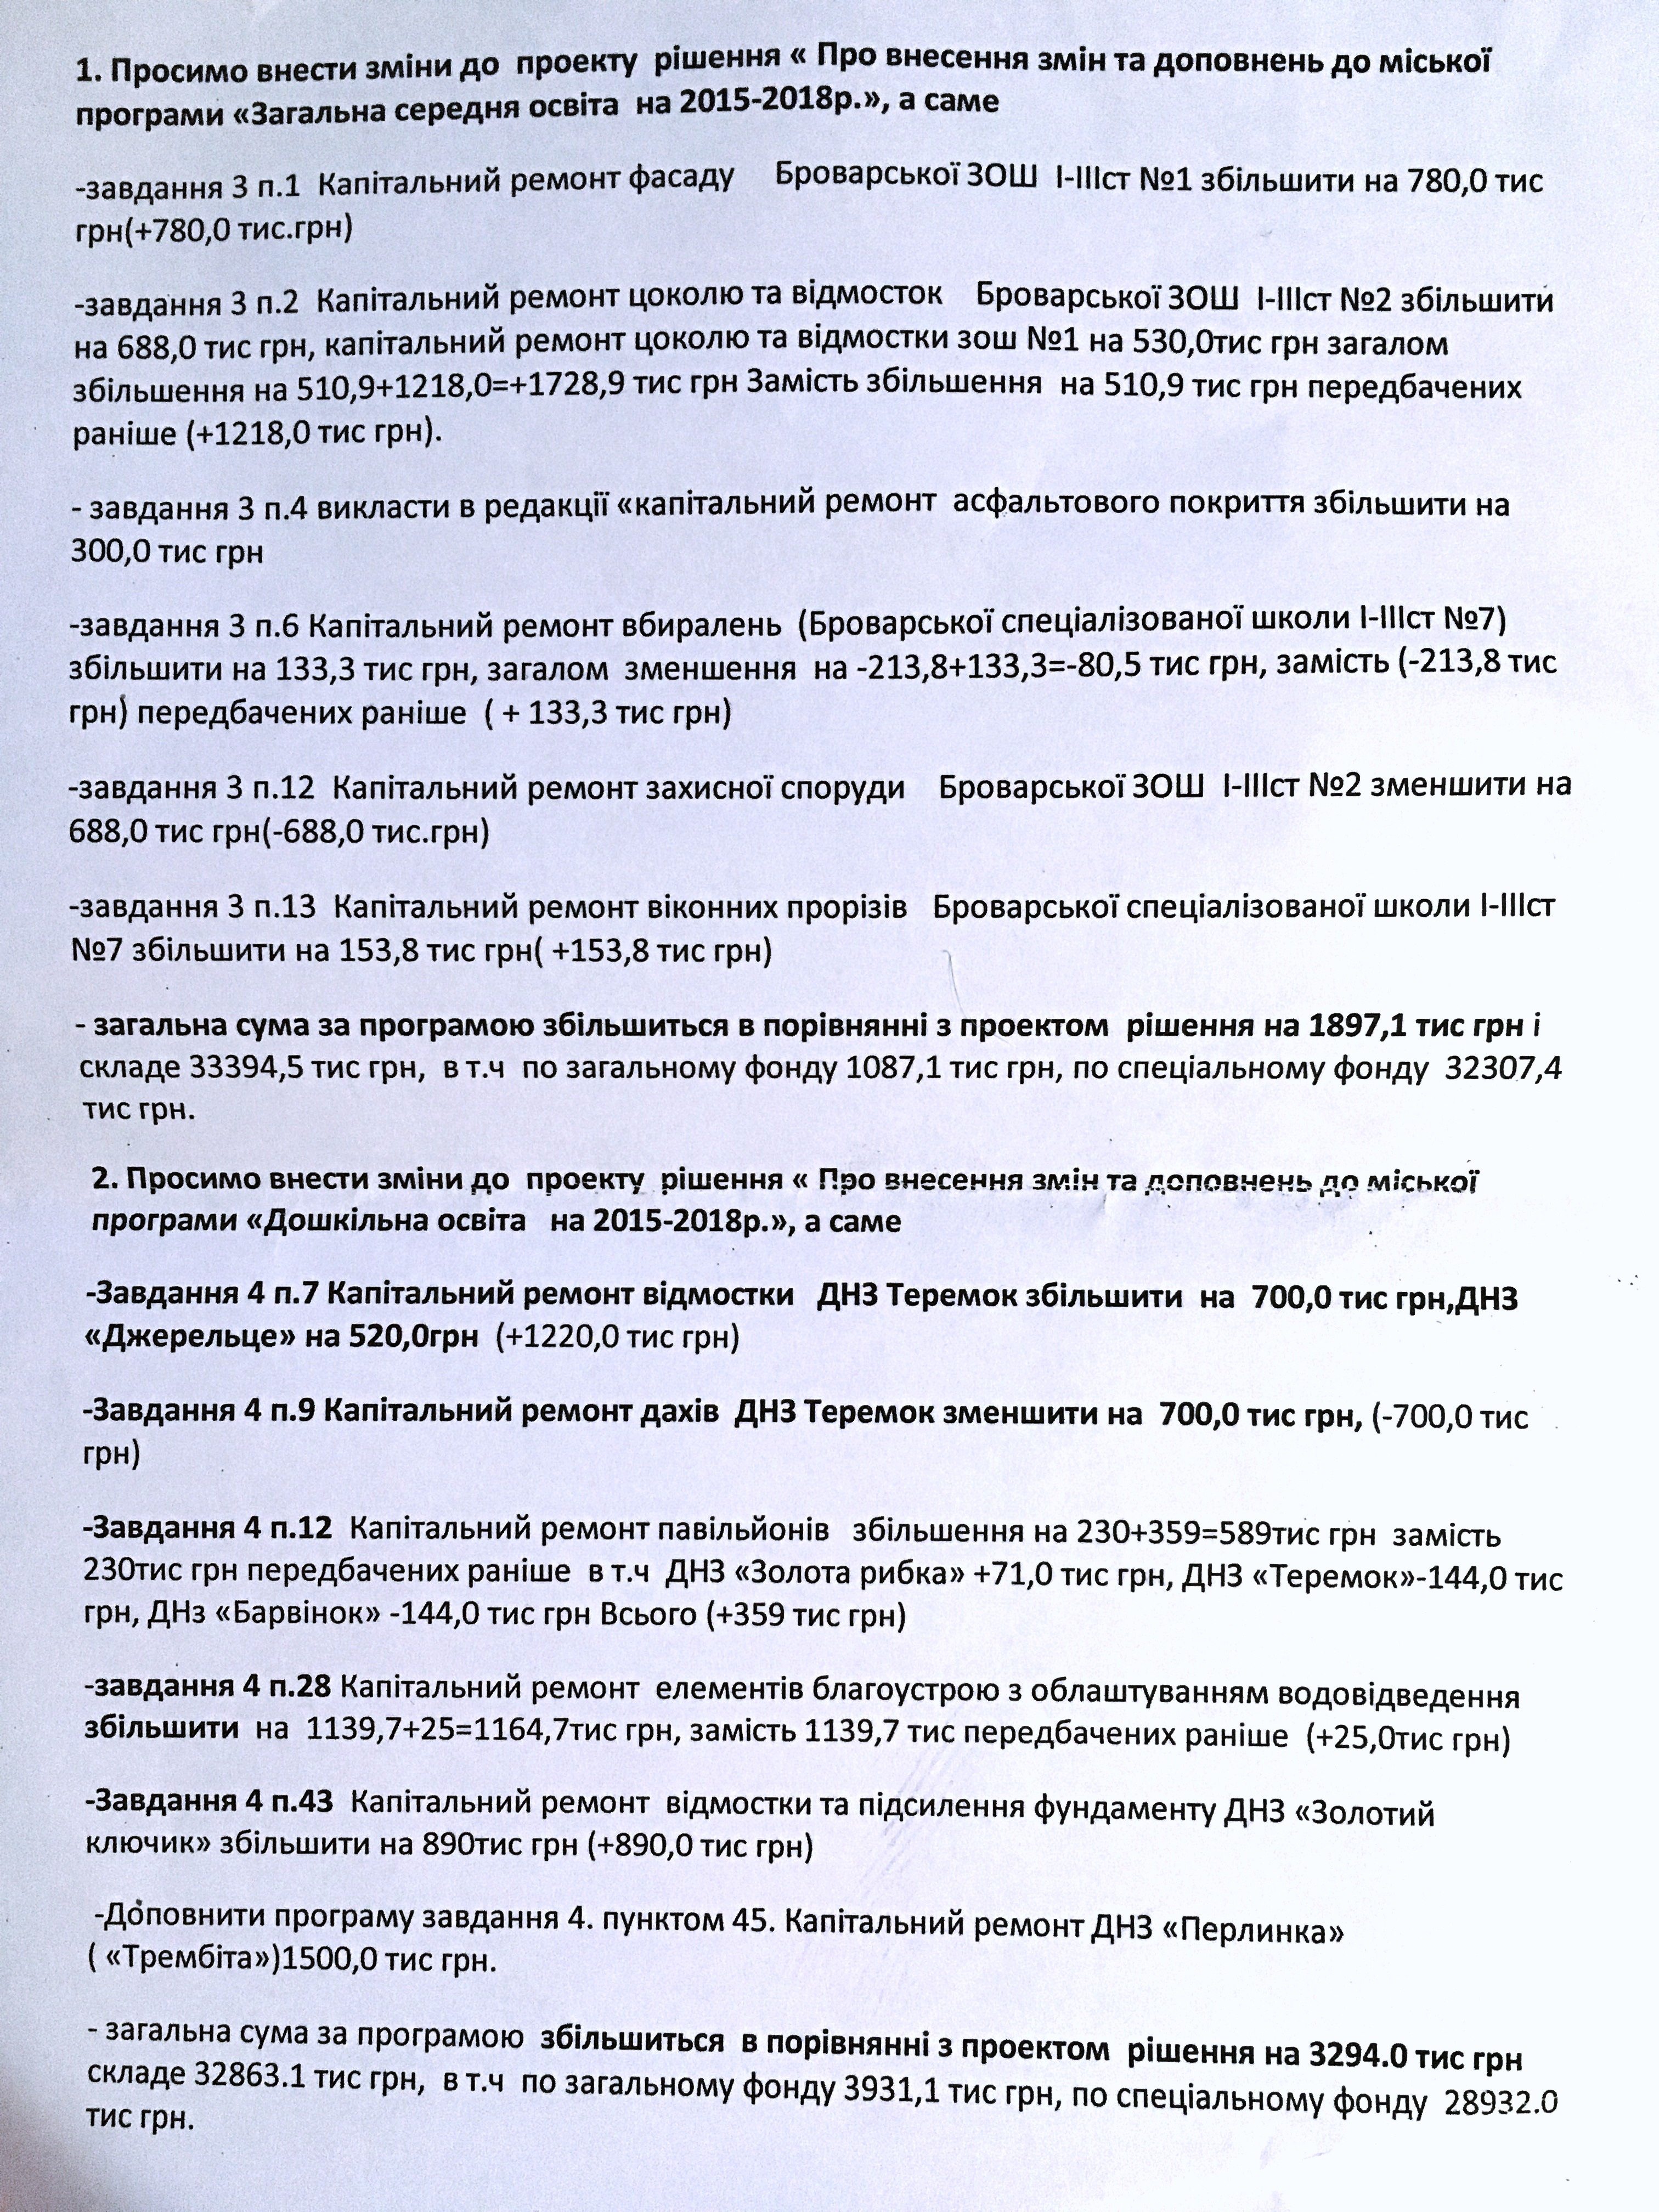 1. Просимо внести зміни до проекту рішення « Про внесення змін та доповнень до міської
програми «Загальна середня освіта на 2015-2018р.», а саме
-завдання 3 п.1 Капітальний ремонт фасаду Броварської ЗОШ І-ІІІст №1 збільшити на 780,0 тис
грн(+780,0 тис.грн)
-завдання 3 п.2 Капітальний ремонт цоколю та відмосток Броварської ЗОШ І-ІІІст №2 збільшити
на 688,0 тис грн, капітальний ремонт цоколю та відмостки зош №1 на 530,0тис грн загалом
збільшення на 510,9+1218,0=+1728,9 тис грн Замість збільшення на 510,9 тис грн передбачених
раніше (+1218,0 тис грн).
- завдання 3 п.4 викласти в редакції «капітальний ремонт асфальтового покриття збільшити на
300,0 тис грн
-завдання 3 п.6 Капітальний ремонт вбиралень (Броварської спеціалізованої школи І-ІІІст №7)
збільшити на 133,3 тис грн, загалом зменшення на -213,8+133,3=-80,5 тис грн, замість (-213,8 тис
грн) передбачених раніше ( + 133,3 тис грн)
-завдання 3 п.12 Капітальний ремонт захисної споруди Броварської ЗОШ І-ІІІст №2 зменшити на
688,0 тис грн(-688,0 тис.грн)
-завдання 3 п.13 Капітальний ремонт віконних прорізів Броварської спеціалізованої школи І-ІІІст
№7 збільшити на 153,8 тис грн( +153,8 тис грн)
- загальна сума за програмою збільшиться в порівнянні з проектом рішення на 1897,1 тис грн і
складе 33394,5 тис грн, в т.ч по загальному фонду 1087,1 тис грн, по спеціальному фонду 32307,4
тис грн.
2. Просимо внести зміни до проекту рішення « Про внесення змін та доповнень до міської
програми «Дошкільна освіта на 2015-2018р.», а саме
-Завдання 4 п.7 Капітальний ремонт відмостки ДНЗ Теремок збільшити на 700,0 тис грн,ДНЗ
«Джерельце» на 520,0грн (+1220,0 тис грн)
-Завдання 4 п.9 Капітальний ремонт дахів ДНЗ Теремок зменшити на 700,0 тис грн, (-700,0 тис
грн)
-Завдання 4 п.12 Капітальний ремонт павільйонів збільшення на 230+359=589тис грн замість
230тис грн передбачених раніше в т.ч ДНЗ «Золота рибка» +71,0 тис грн, ДНЗ «Теремок»-144,0 тис
грн, ДНз «Барвінок» -144,0 тис грн Всього (+359 тис грн)
-завдання 4 п.28 Капітальний ремонт елементів благоустрою з облаштуванням водовідведення
збільшити на 1139,7+25=1164,7тис грн, замість 1139,7 тис передбачених раніше (+25,0тис грн)
-Завдання 4 п.43 Капітальний ремонт відмостки та підсилення фундаменту ДНЗ «Золотий
ключик» збільшити на 890тис грн (+890,0 тис грн)
-Доповнити програму завдання 4. пунктом 45. Капітальний ремонт ДНЗ «Перлинка»
( «Трембіта»)1500,0 тис грн.
- загальна сума за програмою збільшиться в порівнянні з проектом рішення на 3294.0 тис грн
складе 32863.1 тис грн, в т.ч по загальному фонду 3931,1 тис грн, по спеціальному фонду 28932.0
тис грн.